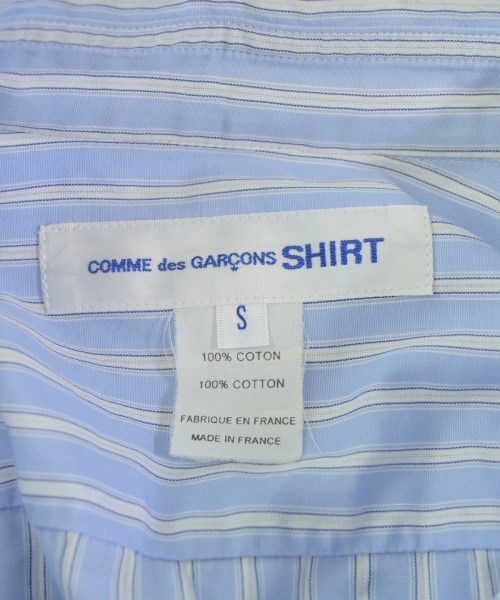 COMME des GARÇONS SHIRT
S
100% COTON
100% COTTON
FABRIQUE EN FRANCE
MADE IN FRANCE